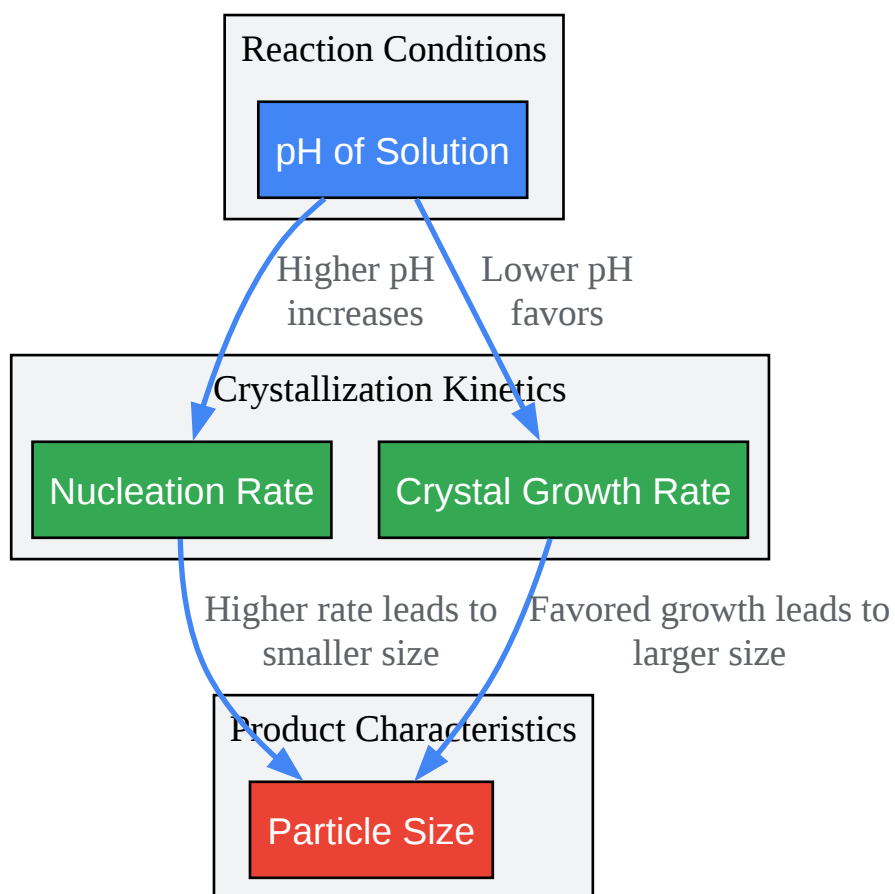 Reaction Conditions
pH of Solution
Higher pH
increases
Lower pH
favors
Crystallization Kinetics
Nucleation Rate
Crystal Growth Rate
Higher rate leads to
smaller size
Favored growth leads to
larger size
Product Characteristics
Particle Size